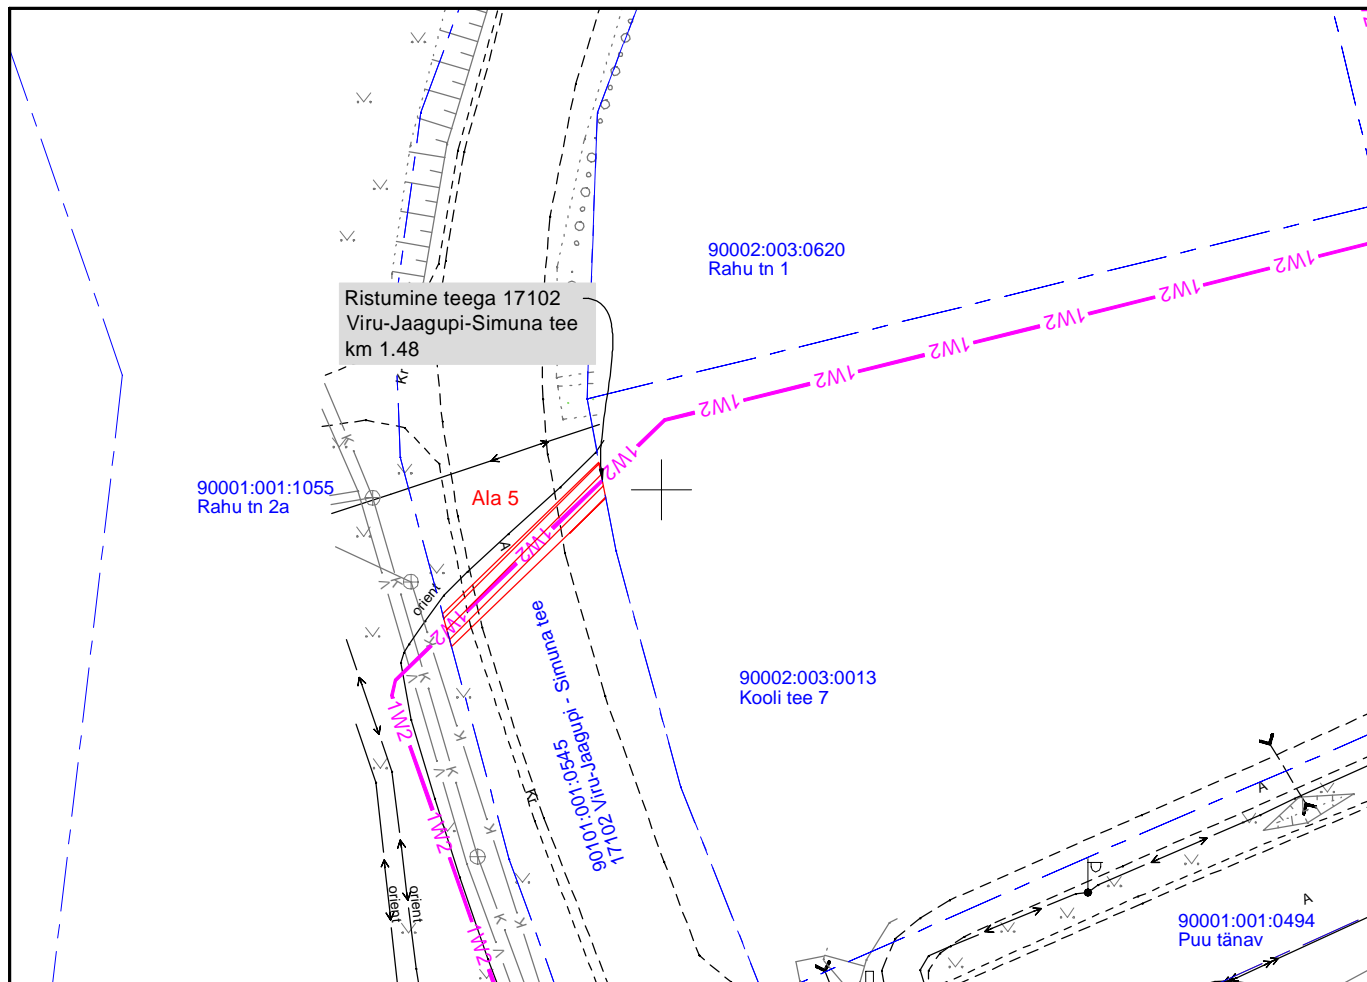 90002:003:0620
Rahu tn 1
Ristumine teega 17102
Viru-Jaagupi-Simuna tee
km 1.48
Kr
1W2
1W2
1W2
1W2
1W2
1W2
1W2
90001:001:1055
Rahu tn 2a
Ala 5
A
1W2
orient
1W2
K
K
K
K
90101:001:0545
17102 Viru-Jaagupi - Simuna tee
90002:003:0013
Kooli tee 7
1W2
K
K
K
Kr
1W2
K
K
A
orient
orient
1W2
A
90001:001:0494
Puu tänav